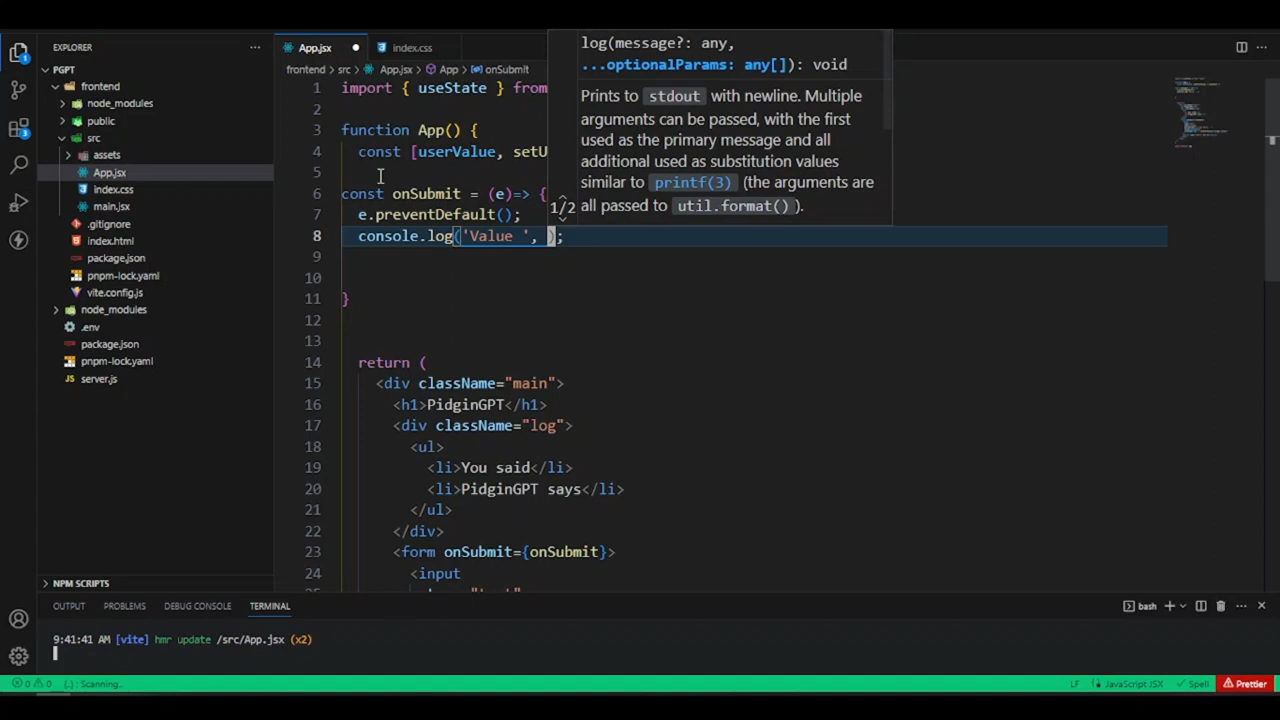 EXPLORER
PGPT
frontend
node_modules
public
src
assets
App.jsx
index.css
main.jsx
.gitignore
index.html
package.json
pnpm-lock.yaml
vite.config.js
node_modules
.env
package.json
pnpm-lock.yaml
server.js
NPM SCRIPTS
App.jsx
index.css
frontend > src > App.jsx > App > onSubmit
log(message?: any,
...optionalParams: any[]): void
Prints to stdout with newline. Multiple
arguments can be passed, with the first
used as the primary message and all
additional used as substitution values
similar to printf(3) (the arguments are
all passed to util.format() ).
1/2
1 import { useState } from
2
3 function App() {
4 const [userValue, setU
5
6 const onSubmit = (e)=> {
7 e.preventDefault();
8 console.log('Value ', );
9
10
11 }
12
13
14 return (
15 <div className="main">
16 <h1>PidginGPT</h1>
17 <div className="log">
18 <ul>
19 <li>You said</li>
20 <li>PidginGPT says</li>
21 </ul>
22 </div>
23 <form onSubmit={onSubmit}>
24 <input
OUTPUT PROBLEMS DEBUG CONSOLE TERMINAL
bash
9:41:41 AM [vite] hmr update /src/App.jsx (x2)
0 0 {..} : Scanning.. LF JavaScript JSX Spell Prettier
1
3